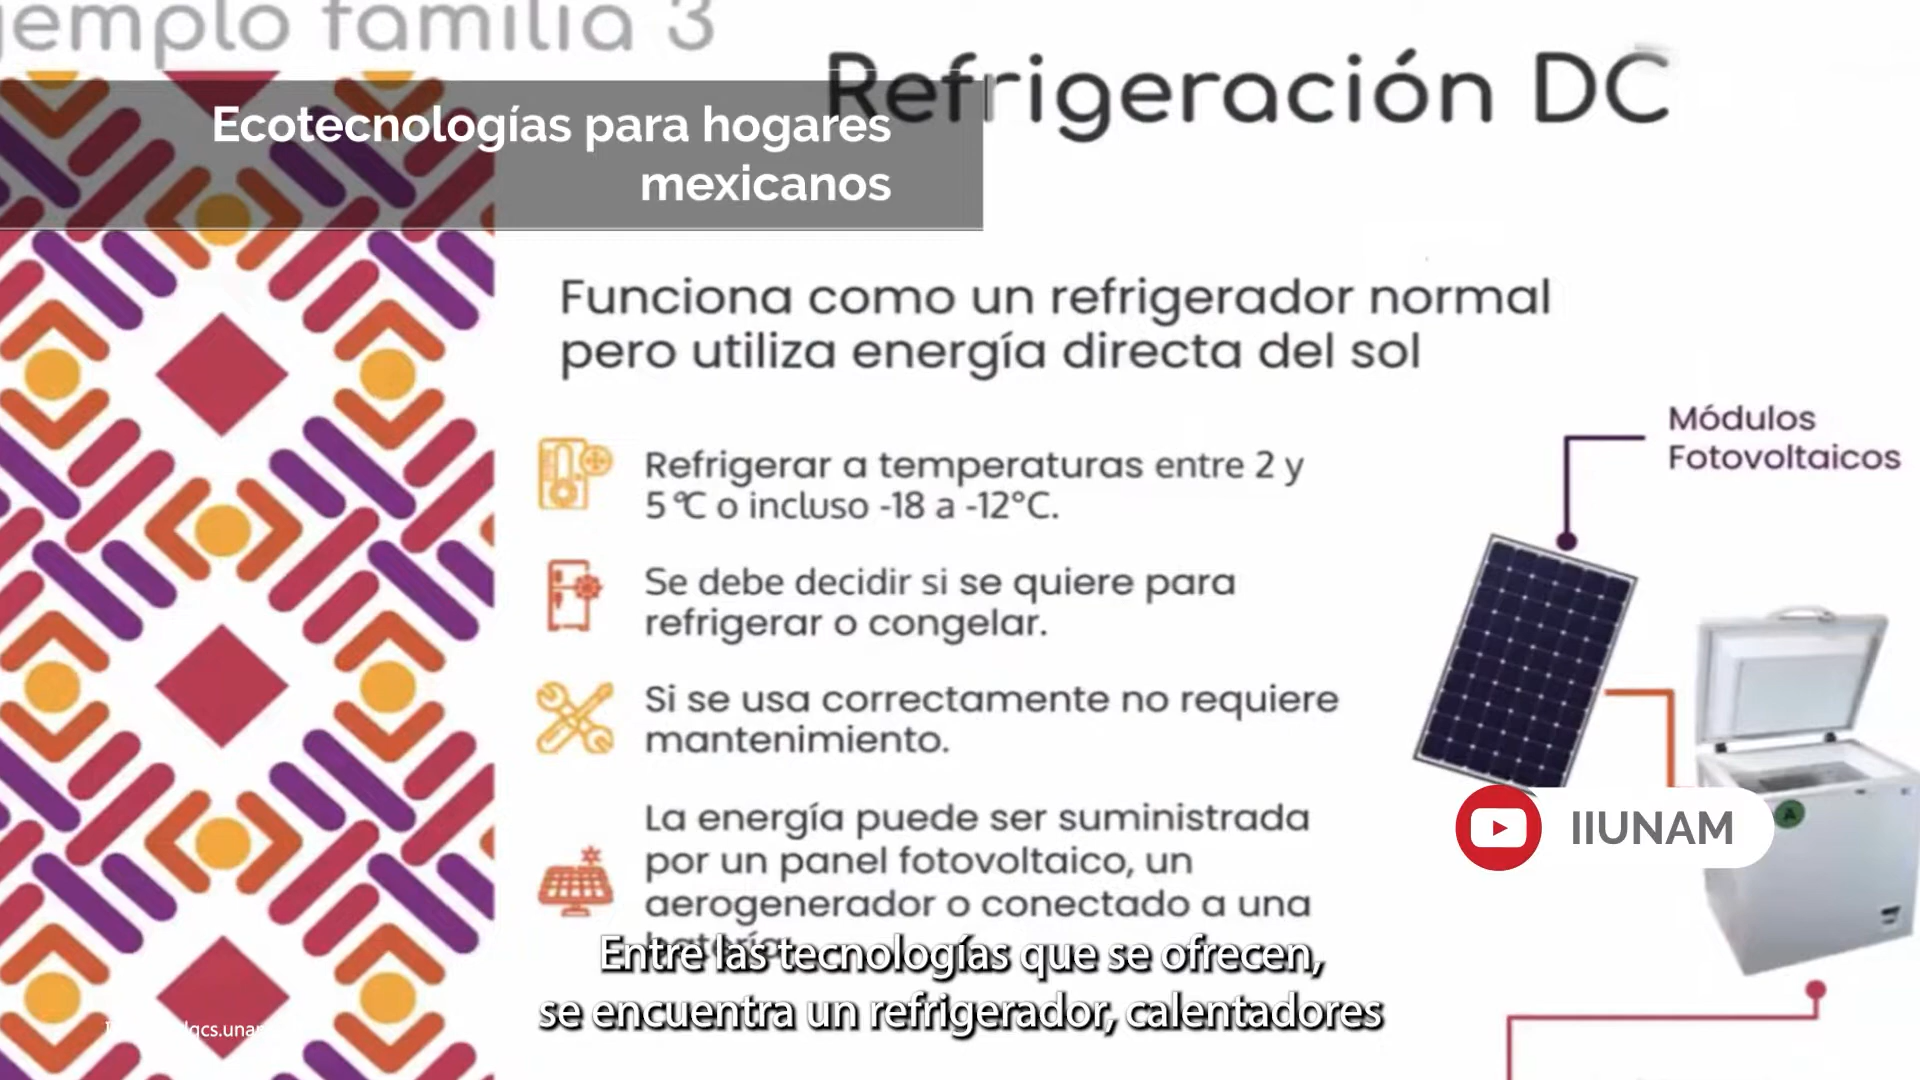 jemplo familia 3
Refrigeración DC
Ecotecnologías para hogares
mexicanos
Funciona como un refrigerador normal
pero utiliza energía directa del sol
Módulos
Fotovoltaicos
Refrigerar a temperaturas entre 2 y
5 °C o incluso -18 a -12°C.
Se debe decidir si se quiere para
refrigerar o congelar.
Si se usa correctamente no requiere
mantenimiento.
La energía puede ser suministrada
por un panel fotovoltaico, un
aerogenerador o conectado a una
batería.
A
IIUNAM
Entre las tecnologías que se ofrecen,
se encuentra un refrigerador, calentadores